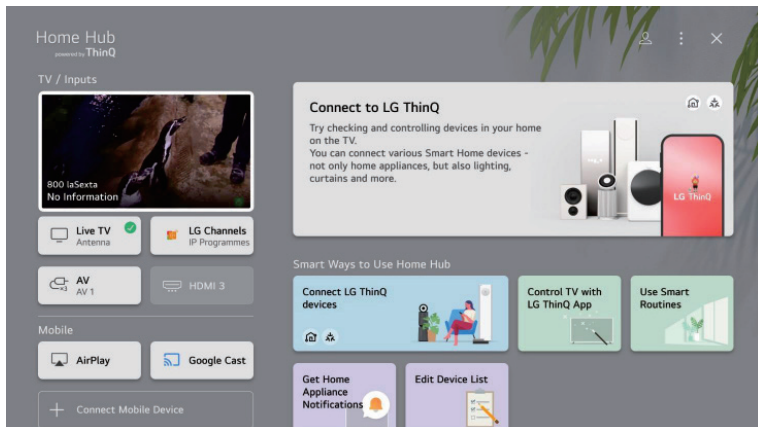 Home Hub
powered by ThinQ
TV / Inputs
800 laSexta
No Information
Live TV
Antenna
LG Channels
IP Programmes
AV
AV 1
x3
HDMI 3
Mobile
AirPlay
Google Cast
Connect Mobile Device
Connect to LG ThinQ
Try checking and controlling devices in your home
on the TV.
You can connect various Smart Home devices -
not only home appliances, but also lighting,
curtains and more.
LG ThinQ
Smart Ways to Use Home Hub
Connect LG ThinQ
devices
Control TV with
LG ThinQ App
Use Smart
Routines
Get Home
Appliance
Notifications
Edit Device List